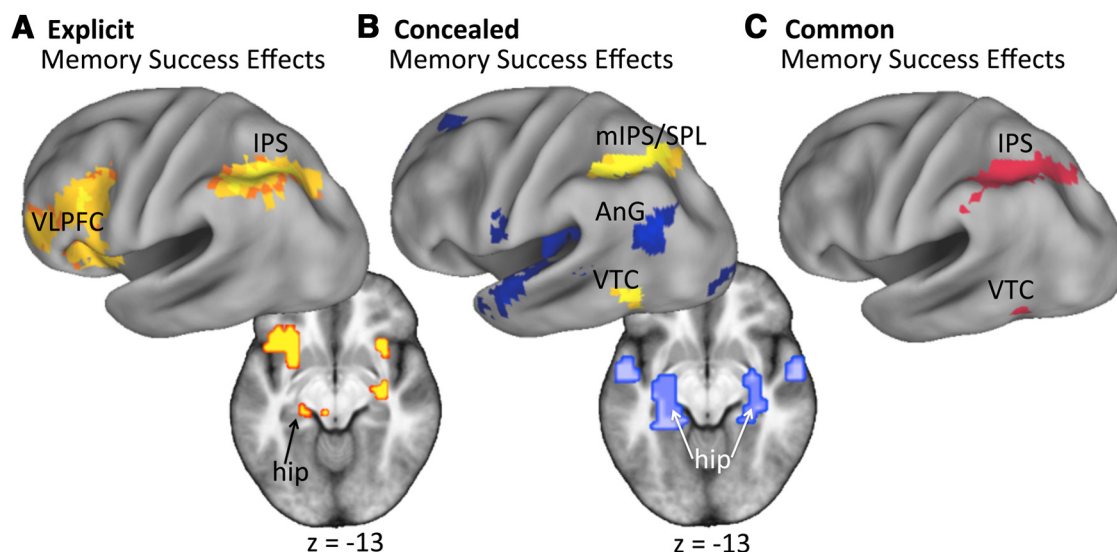 A Explicit
Memory Success Effects
IPS
VLPFC
hip
z = -13
B Concealed
Memory Success Effects
mIPS/SPL
AnG
VTC
hip
z = -13
C Common
Memory Success Effects
IPS
VTC